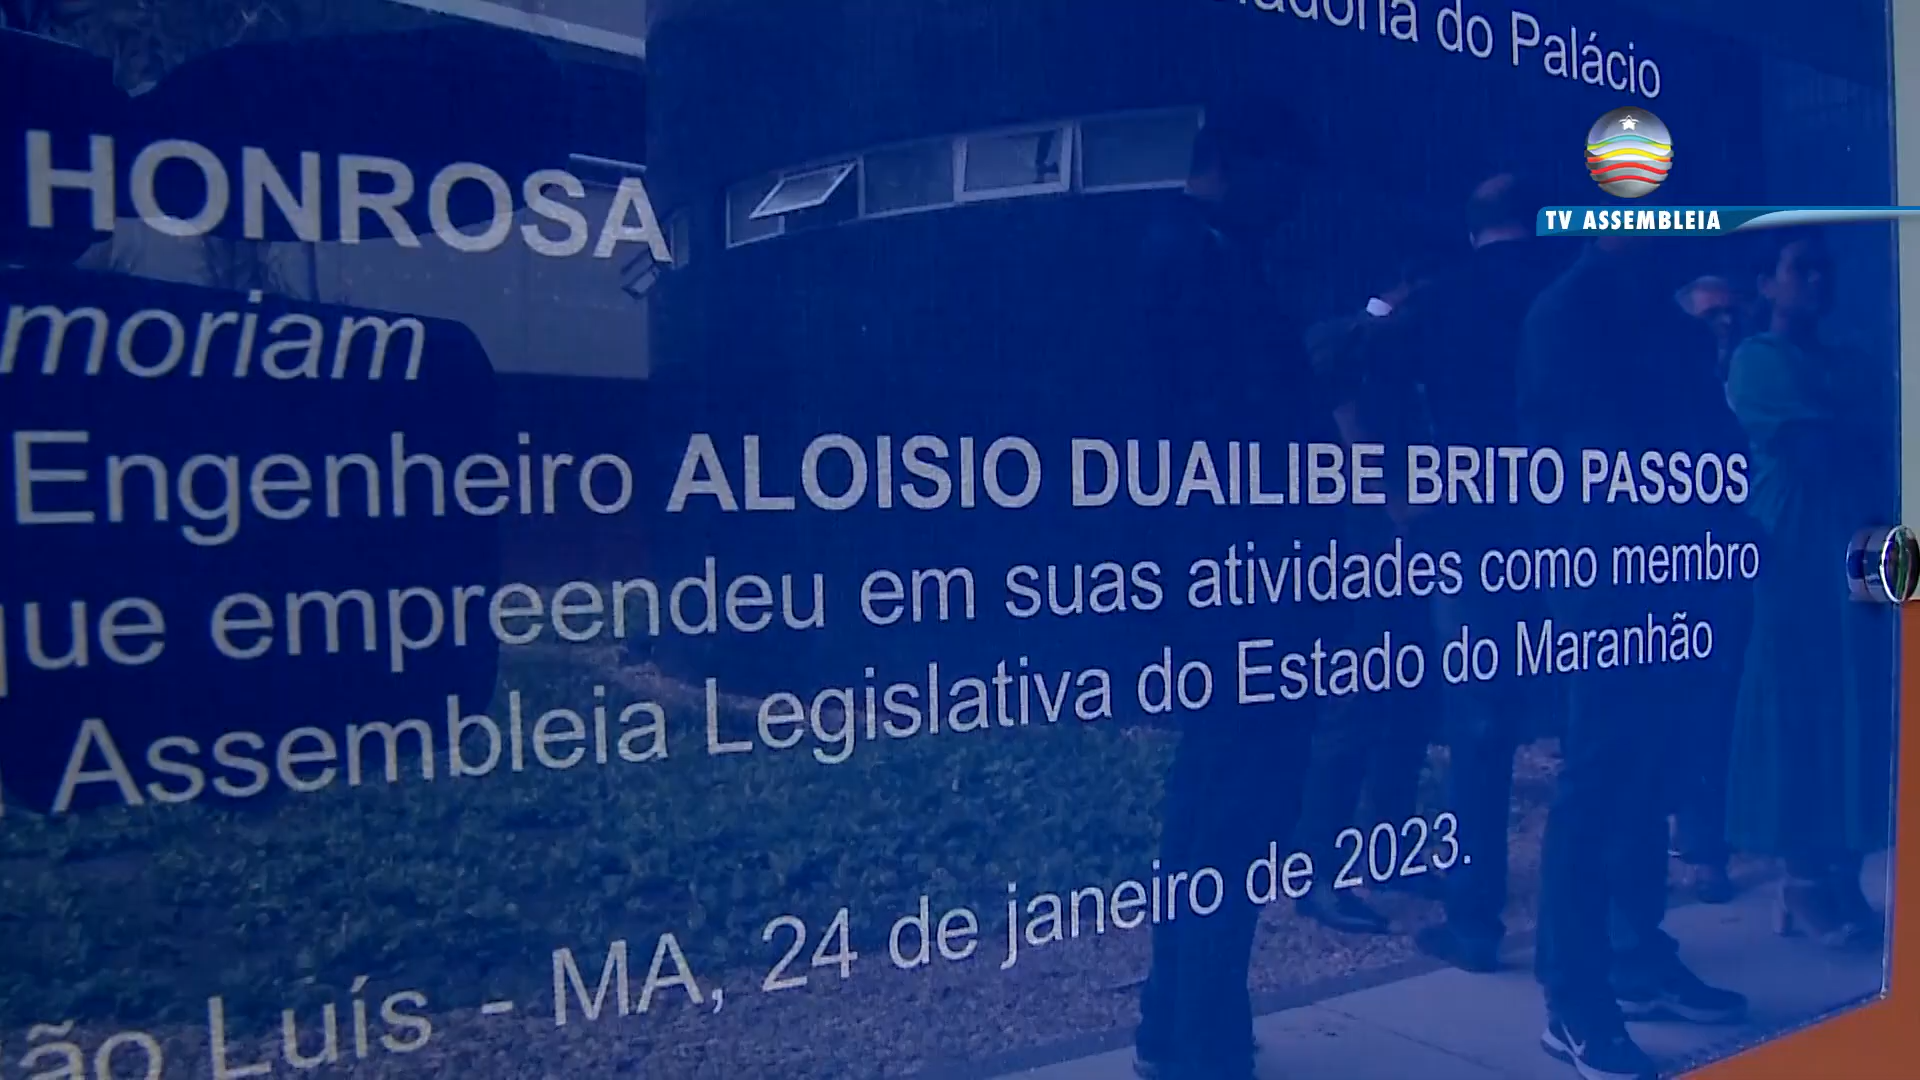 do Palácio
HONROSA
moriam
Engenheiro ALOISIO DUAILIBE BRITO PASSOS
que empreendeu em suas atividades como membro
Assembleia Legislativa do Estado do Maranhão
ão Luís - MA, 24 de janeiro de 2023.
TV ASSEMBLEIA